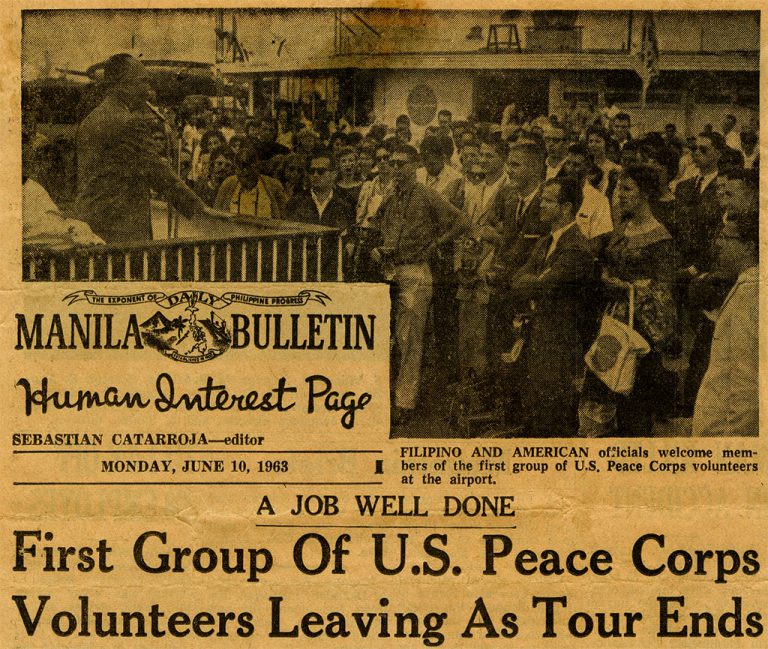 THE EXPONENT OF DAILY PHILIPPINE PROGRESS
MANILA BULLETIN
Human Interest Page
SEBASTIAN CATARROJA—editor
MONDAY, JUNE 10, 1963
FILIPINO AND AMERICAN officials welcome mem-
bers of the first group of U.S. Peace Corps volunteers
at the airport.
A JOB WELL DONE
First Group Of U.S. Peace Corps
Volunteers Leaving As Tour Ends